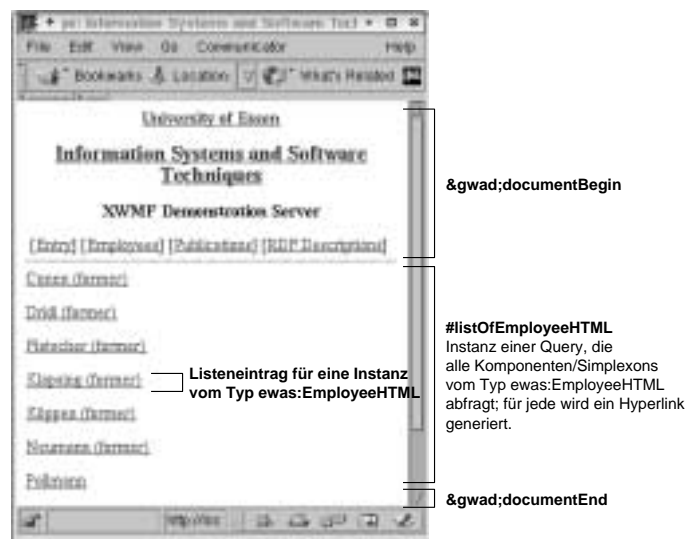 File Edit View Go Communicator Help
Bookmarks Location What's Related
University of Essen
Information Systems and Software
Techniques
XWMF Demonstration Server
[Entry] [Employees] [Publications] [RDF Descriptions]
(former)
Dridi (former)
(former)
Klapsing (former)
Köppen (former)
Neumann (former)
Pollmann
http://
&gwad;documentBegin
#listOfEmployeeHTML
Instanz einer Query, die
alle Komponenten/Simplexons
vom Typ ewas:EmployeeHTML
abfragt; für jede wird ein Hyperlink
generiert.
Listeneintrag für eine Instanz
vom Typ ewas:EmployeeHTML
&gwad;documentEnd